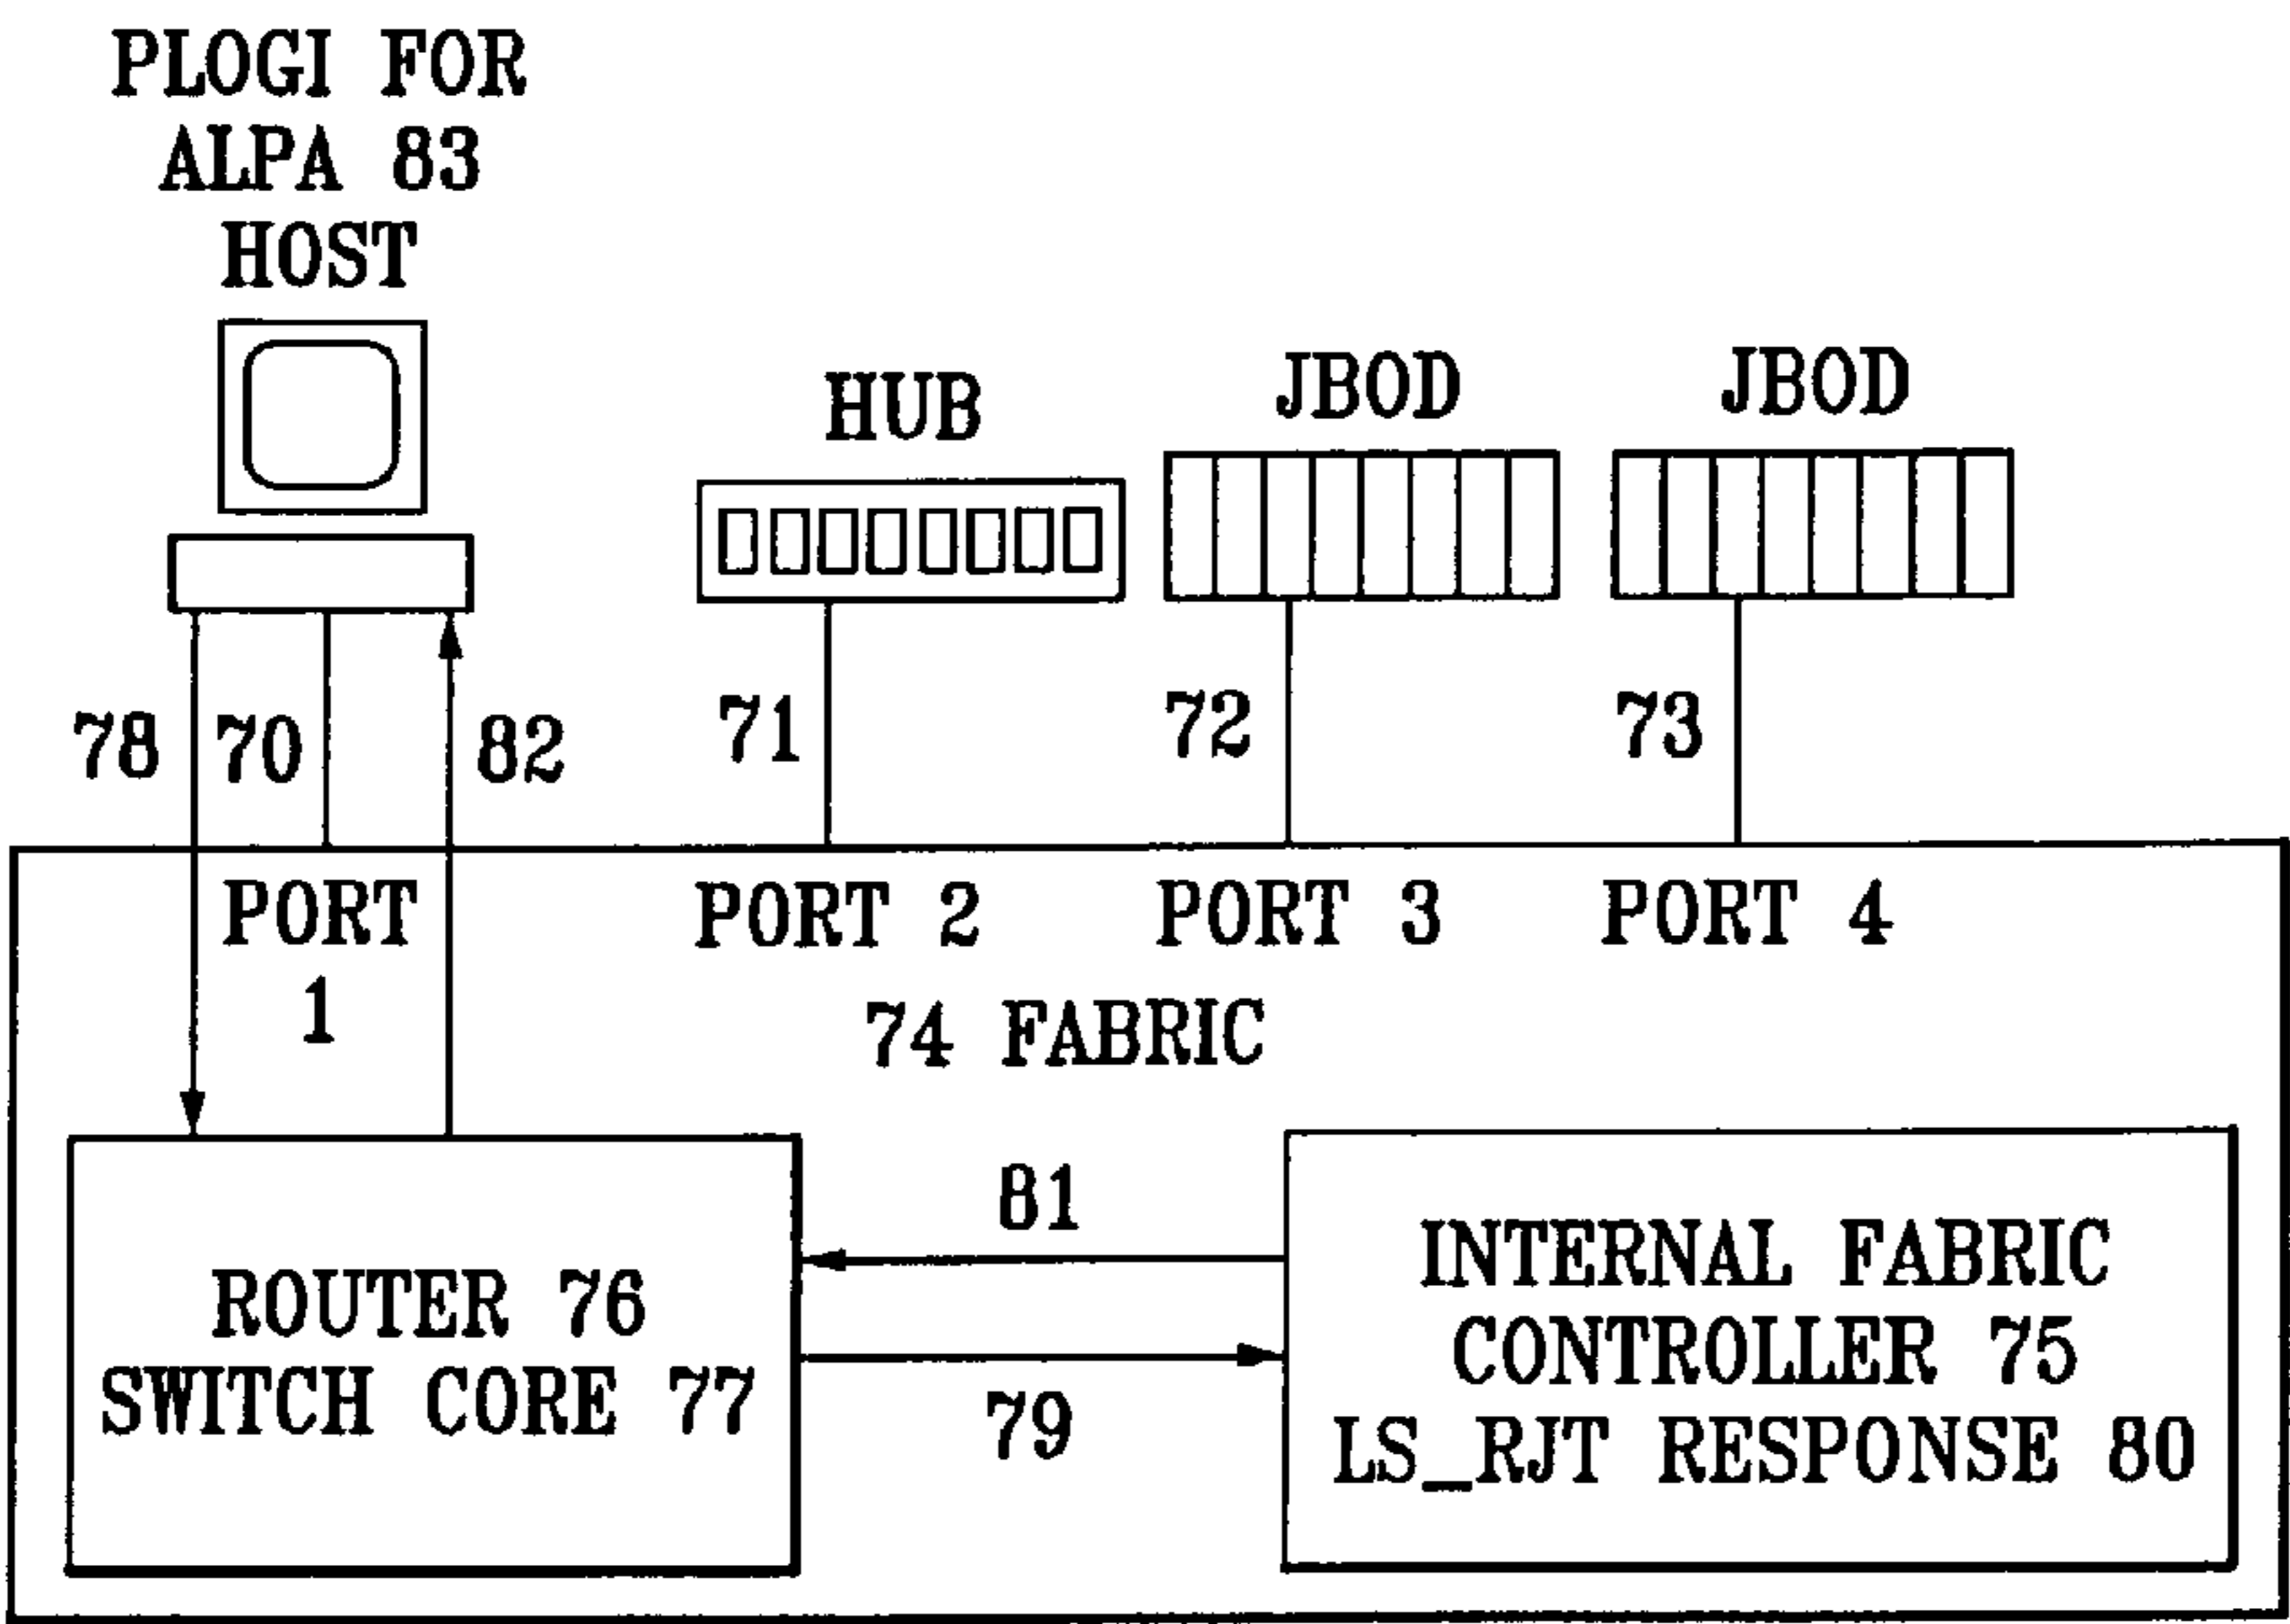 PLOGI FOR
ALPA 83
HOST
HUB
JBOD
JBOD
78
70
82
71
72
73
PORT
1
PORT 2
PORT 3
PORT 4
74 FABRIC
ROUTER 76
SWITCH CORE 77
81
79
INTERNAL FABRIC
CONTROLLER 75
LS_RJT RESPONSE 80